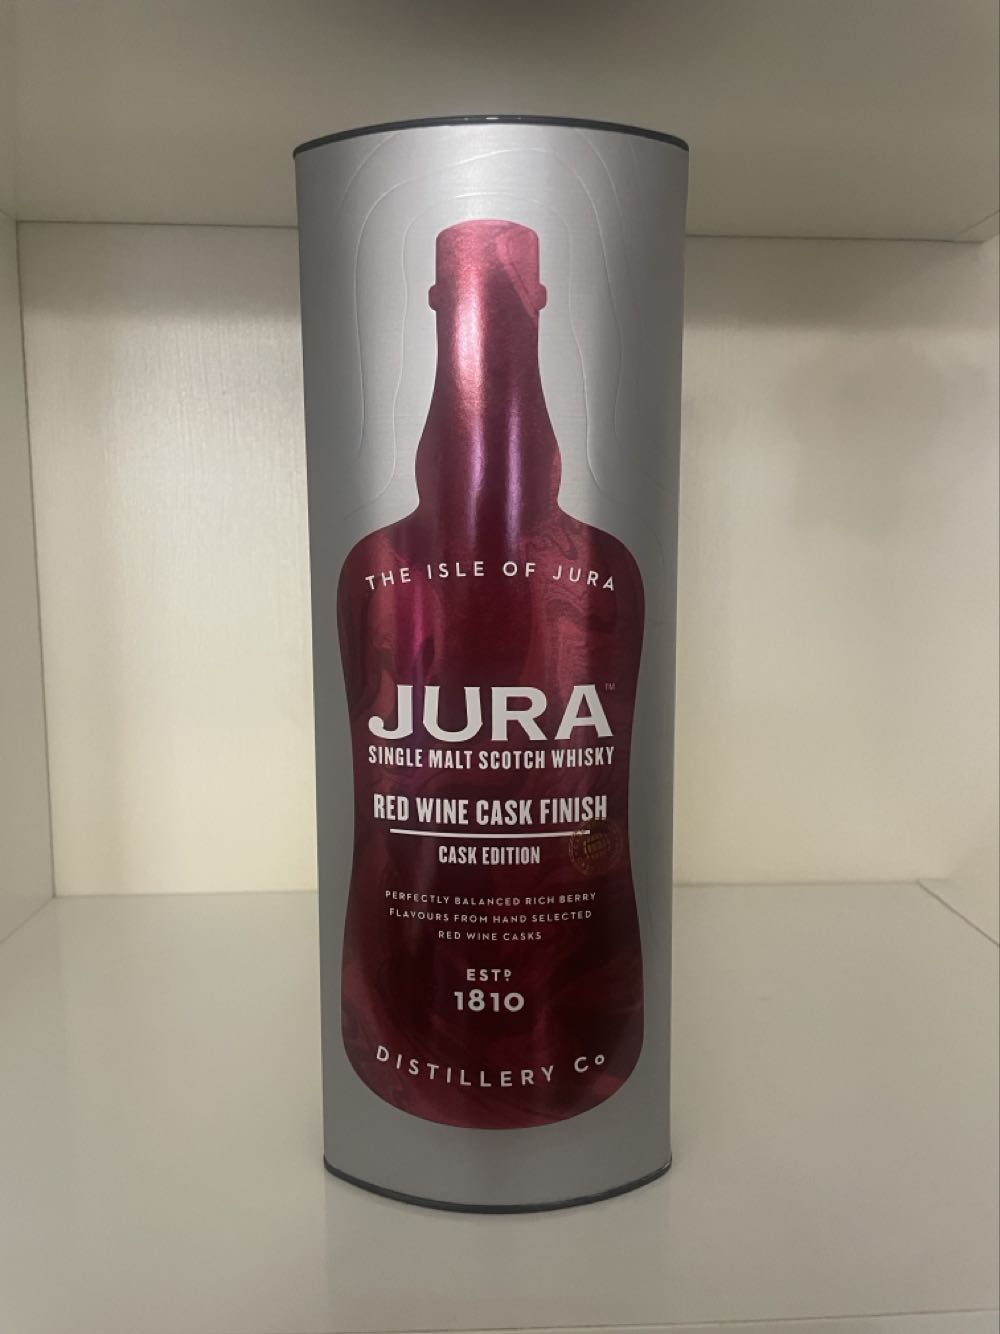 THE ISLE OF JURA
JURA™
SINGLE MALT SCOTCH WHISKY
RED WINE CASK FINISH
CASK EDITION
PERFECTLY BALANCED RICH BERRY
FLAVOURS FROM HAND SELECTED
RED WINE CASKS
ESTD
1810
DISTILLERY Co